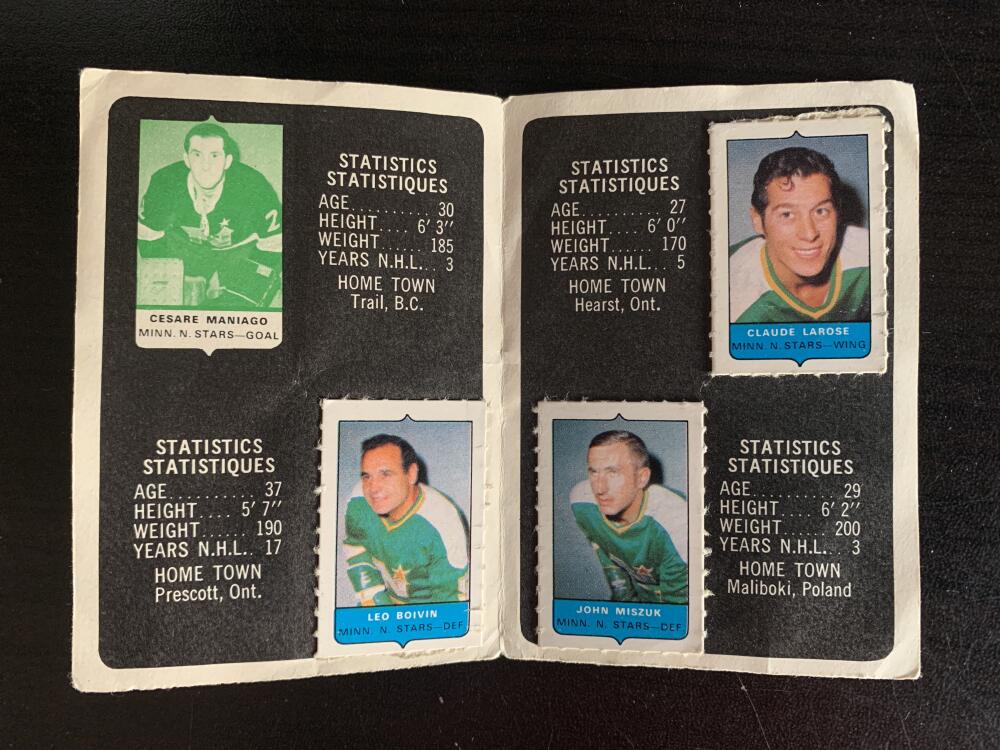 STATISTICS
STATISTIQUES
AGE.......... 30
HEIGHT.... 6' 3"
WEIGHT...... 185
YEARS N.H.L.. 3
HOME TOWN
Trail, B.C.
2
CESARE MANIAGO
MINN. N. STARS—GOAL
STATISTICS
STATISTIQUES
AGE.......... 37
HEIGHT.... 5' 7"
WEIGHT...... 190
YEARS N.H.L.. 17
HOME TOWN
Prescott, Ont.
LEO BOIVIN
MINN. N. STARS—DEF
STATISTICS
STATISTIQUES
AGE.......... 27
HEIGHT.... 6' 0"
WEIGHT...... 170
YEARS N.H.L... 5
HOME TOWN
Hearst, Ont.
CLAUDE LAROSE
MINN. N. STARS—WING
JOHN MISZUK
MINN. N. STARS—DEF
STATISTICS
STATISTIQUES
AGE.......... 29
HEIGHT.... 6' 2"
WEIGHT...... 200
YEARS N.H.L... 3
HOME TOWN
Maliboki, Poland